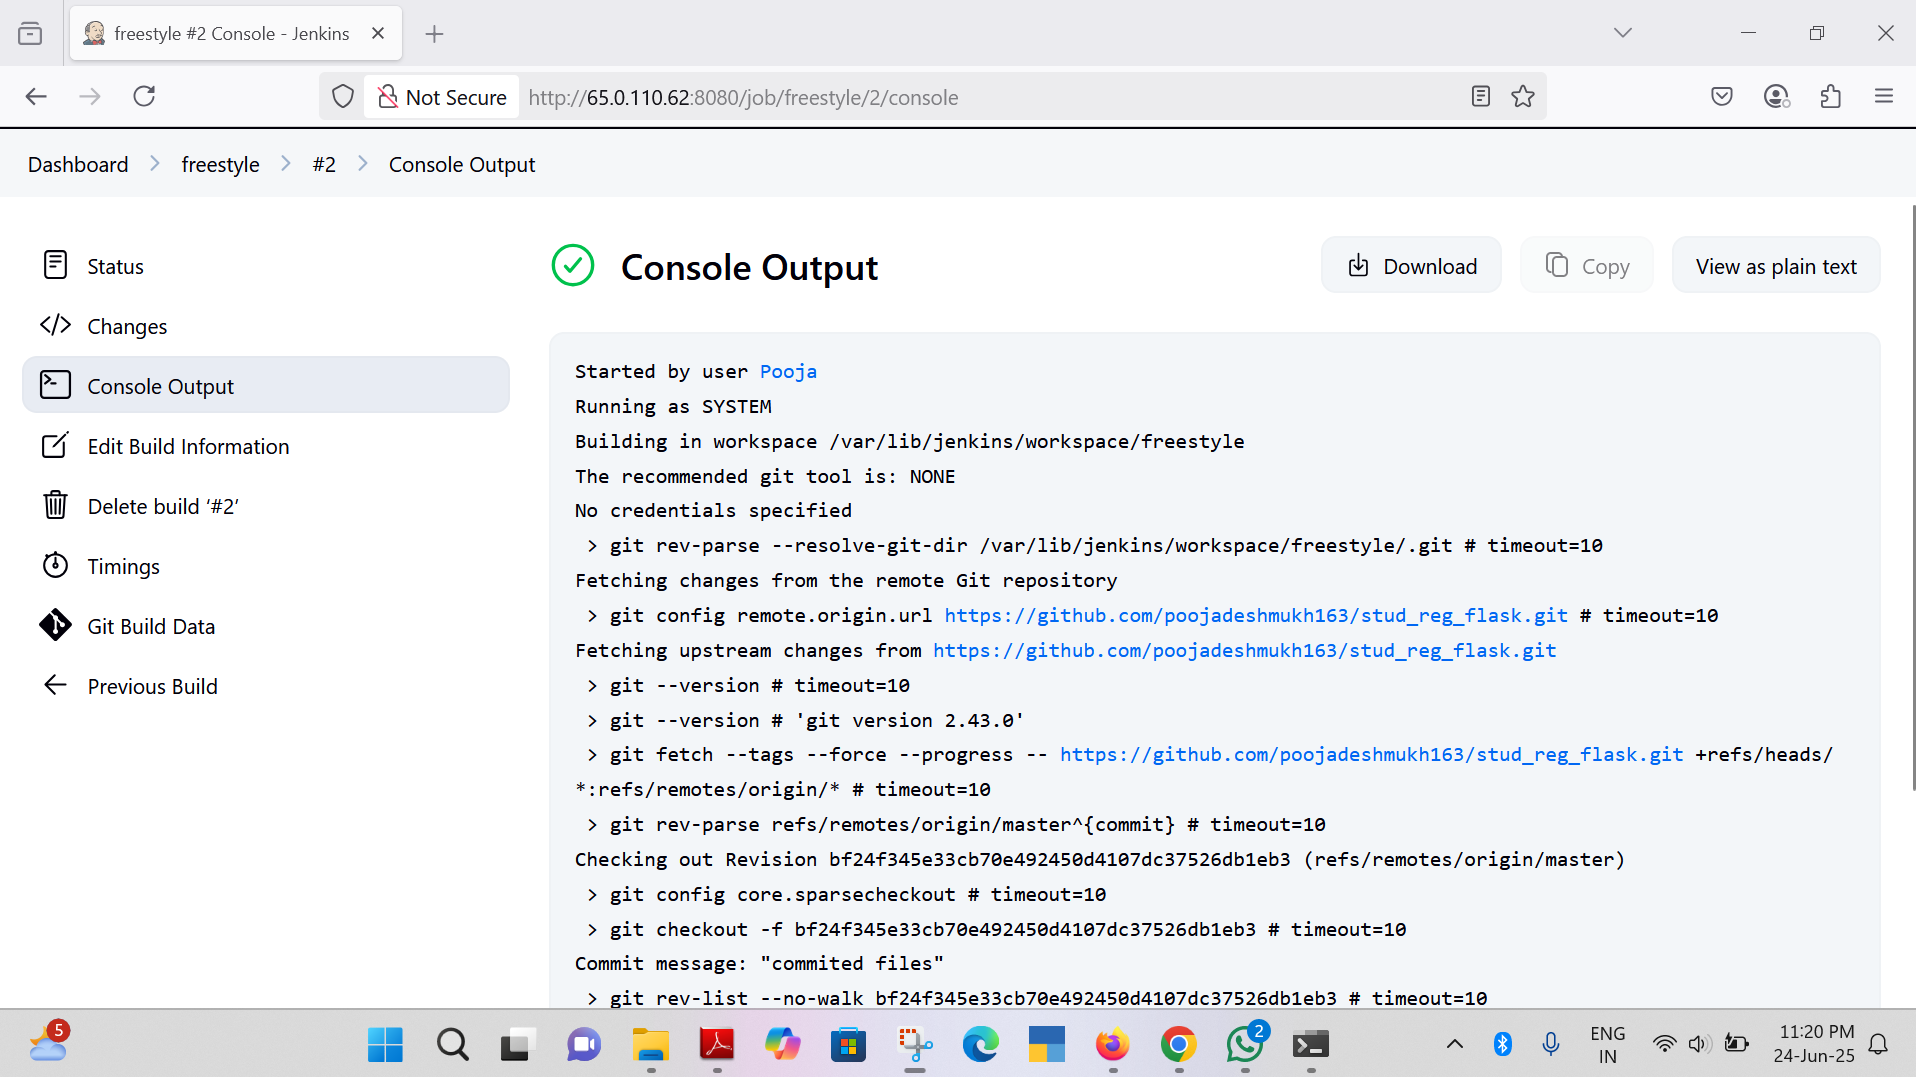 freestyle #2 Console - Jenkins
Not Secure
http://65.0.110.62:8080/job/freestyle/2/console
Dashboard
freestyle
#2
Console Output
Status
Changes
Console Output
Edit Build Information
Delete build ‘#2’
Timings
Git Build Data
Previous Build
Console Output
Download
Copy
View as plain text
Started by user Pooja
Running as SYSTEM
Building in workspace /var/lib/jenkins/workspace/freestyle
The recommended git tool is: NONE
No credentials specified
> git rev-parse --resolve-git-dir /var/lib/jenkins/workspace/freestyle/.git # timeout=10
Fetching changes from the remote Git repository
> git config remote.origin.url https://github.com/poojadeshmukh163/stud_reg_flask.git # timeout=10
Fetching upstream changes from https://github.com/poojadeshmukh163/stud_reg_flask.git
> git --version # timeout=10
> git --version # 'git version 2.43.0'
> git fetch --tags --force --progress -- https://github.com/poojadeshmukh163/stud_reg_flask.git +refs/heads/
*:refs/remotes/origin/* # timeout=10
> git rev-parse refs/remotes/origin/master^{commit} # timeout=10
Checking out Revision bf24f345e33cb70e492450d4107dc37526db1eb3 (refs/remotes/origin/master)
> git config core.sparsecheckout # timeout=10
> git checkout -f bf24f345e33cb70e492450d4107dc37526db1eb3 # timeout=10
Commit message: "commited files"
> git rev-list --no-walk bf24f345e33cb70e492450d4107dc37526db1eb3 # timeout=10
5
2
ENG
IN
11:20 PM
24-Jun-25